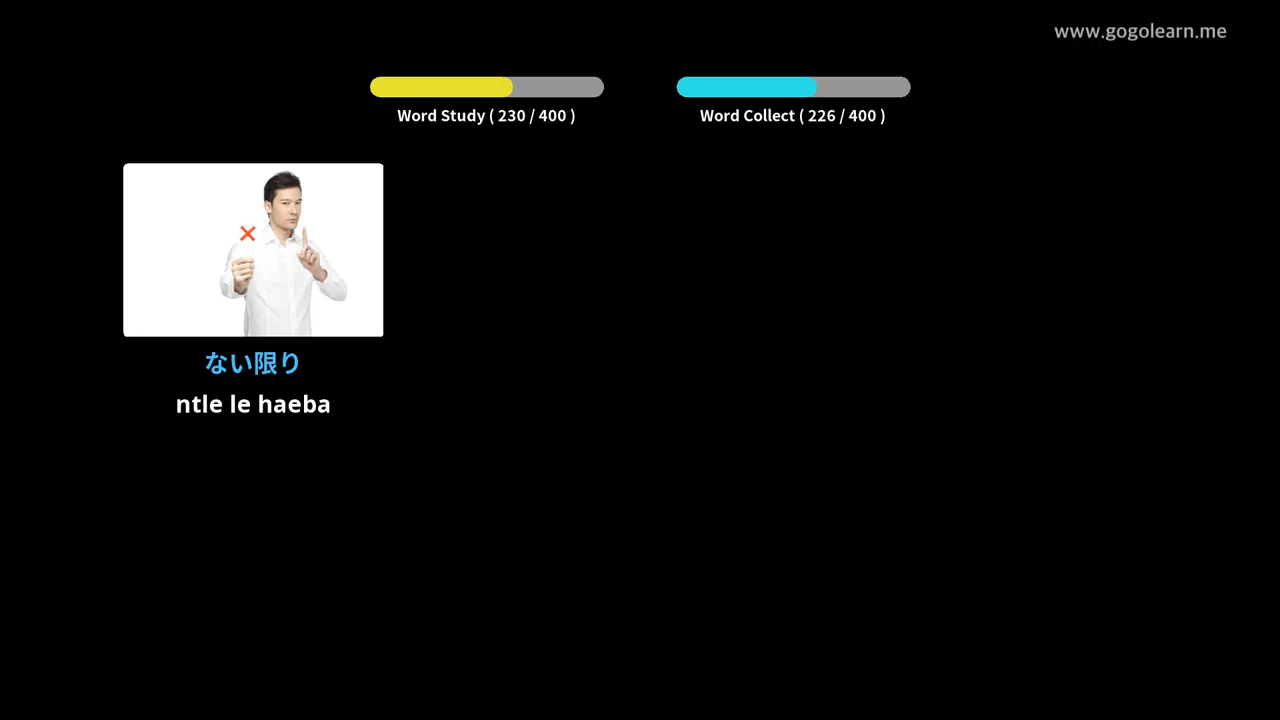 www.gogolearn.me
Word Study ( 230 / 400 )
Word Collect ( 226 / 400 )
ない限り
ntle le haeba